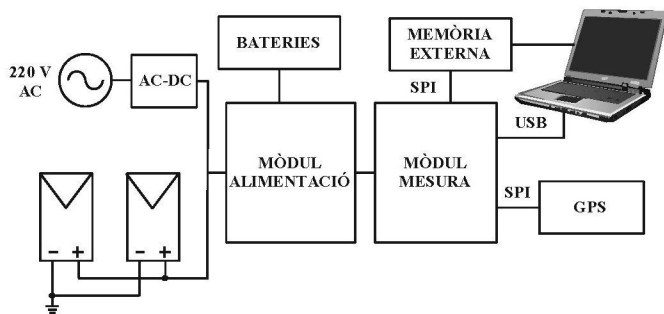 BATERIES
MEMÒRIA
EXTERNA
220 V
AC
AC-DC
SPI
USB
MÒDUL
ALIMENTACIÓ
MÒDUL
MESURA
SPI
GPS
- +
- +